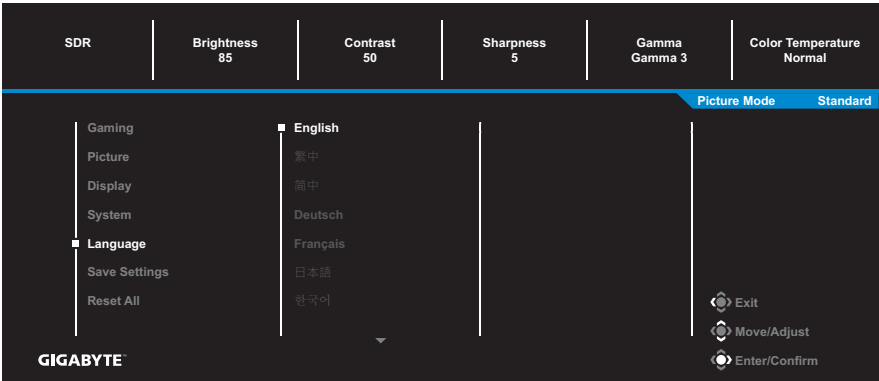 SDR
Brightness
85
Contrast
50
Sharpness
5
Gamma
Gamma 3
Color Temperature
Normal
Picture Mode Standard
Gaming
Picture
Display
System
Language
Save Settings
Reset All
English
繁中
简中
Deutsch
Français
日本語
한국어
Exit
Move/Adjust
Enter/Confirm
GIGABYTE™